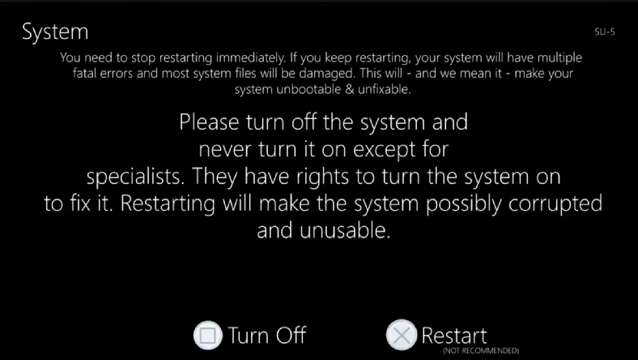 System
SU-5
You need to stop restarting immediately. If you keep restarting, your system will have multiple
fatal errors and most system files will be damaged. This will - and we mean it - make your
system unbootable & unfixable.
Please turn off the system and
never turn it on except for
specialists. They have rights to turn the system on
to fix it. Restarting will make the system possibly corrupted
and unusable.
Turn Off
Restart
(NOT RECOMMENDED)